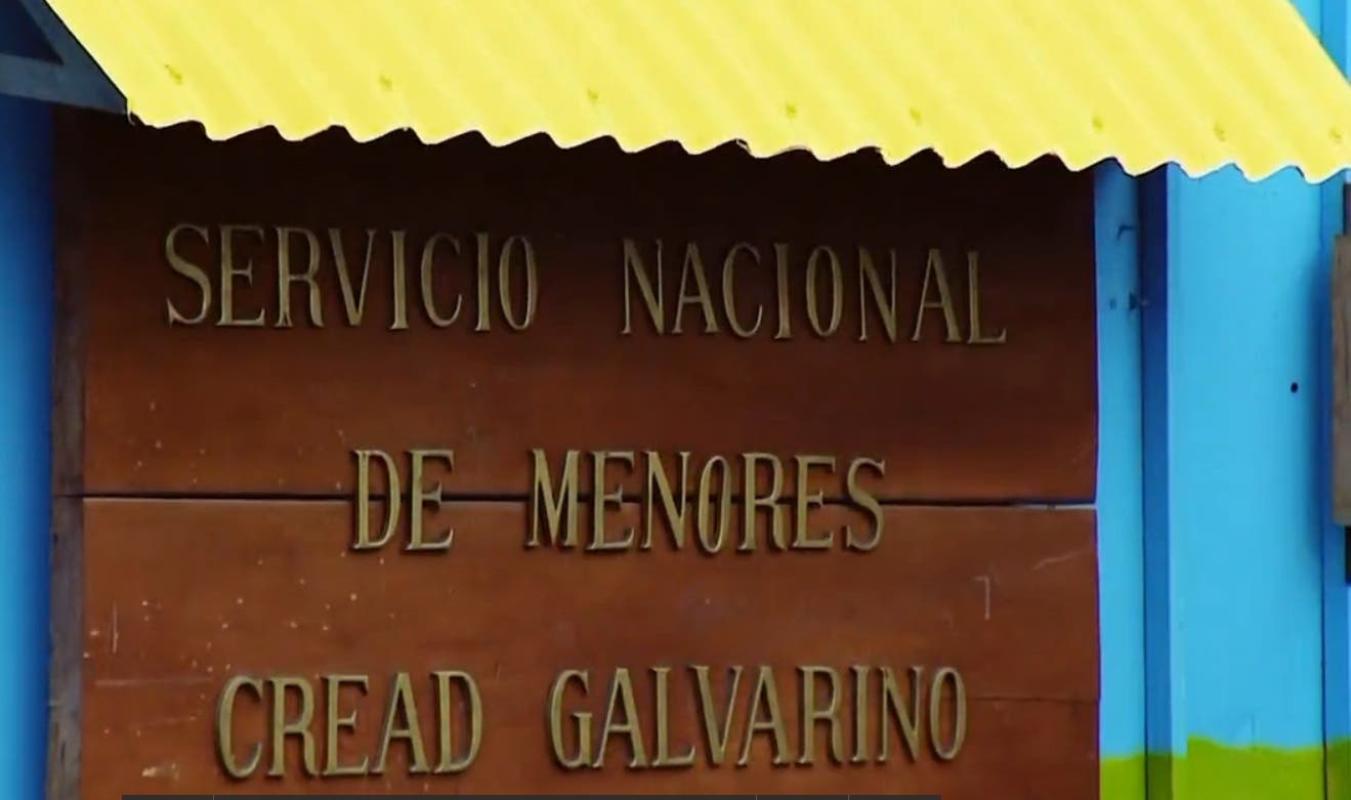 SERVICIO NACIONAL
DE MENORES
CREAD GALVARINO